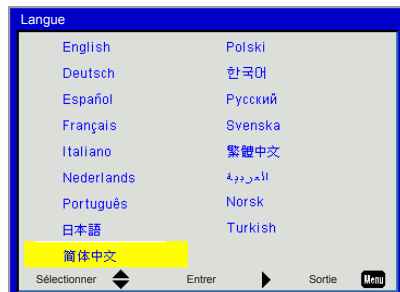 Langue
English
Deutsch
Español
Français
Italiano
Nederlands
Português
日本語
简体中文
Polski
한국어
Русский
Svenska
繁體中文
العربية
Norsk
Turkish
Sélectionner Entrer Sortie Menu